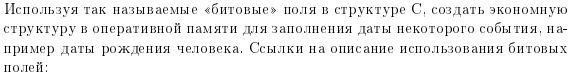 Используя так называемые «битовые» поля в структуре С, создать экономную
структуру в оперативной памяти для заполнения даты некоторого события, на-
пример даты рождения человека. Ссылки на описание использования битовых
полей: